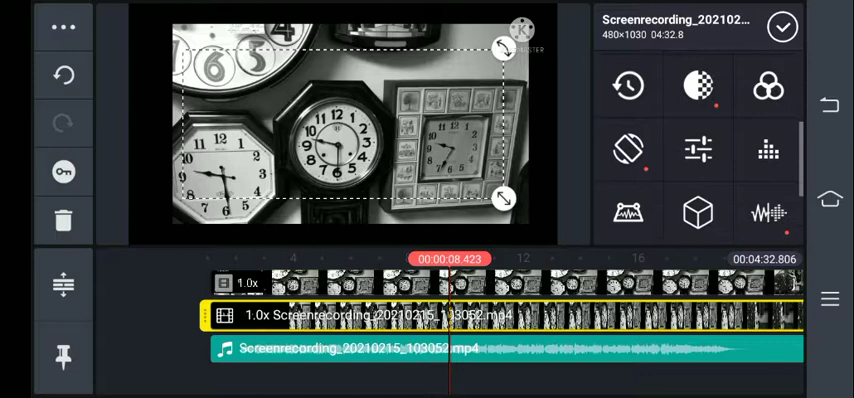 Screenrecording_202102...
480×1030 04:32.8
4
00:00:08.423
12
16
00:04:32.806
1.0x
1.0x Screenrecording_20210215_103052.mp4
Screenrecording_20210215_103052.mp4